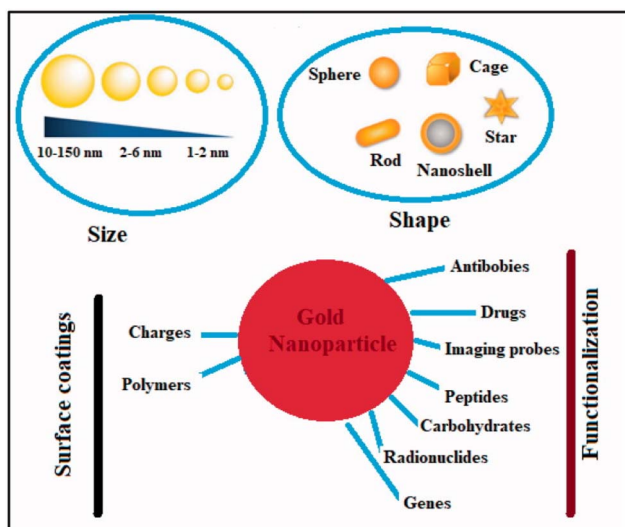 Sphere
Cage
Star
Rod
Nanoshell
10-150 nm 2-6 nm 1-2 nm
Size
Shape
Surface coatings
Charges
Polymers
Gold
Nanoparticle
Antibobies
Drugs
Imaging probes
Peptides
Carbohydrates
Radionuclides
Genes
Functionalization